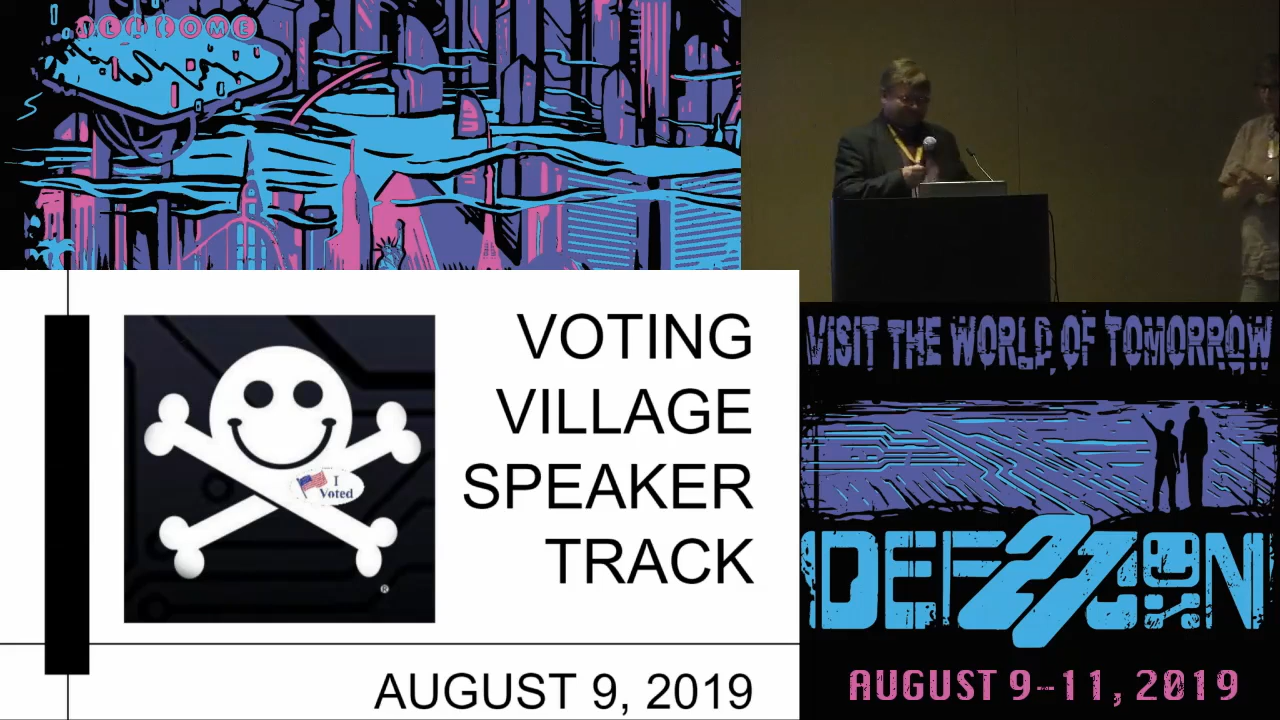 WELCOME
VOTING
VILLAGE
SPEAKER
TRACK
I
Voted
®
AUGUST 9, 2019
VISIT THE WORLD OF TOMORROW
DEF 27 CON
AUGUST 9-11, 2019